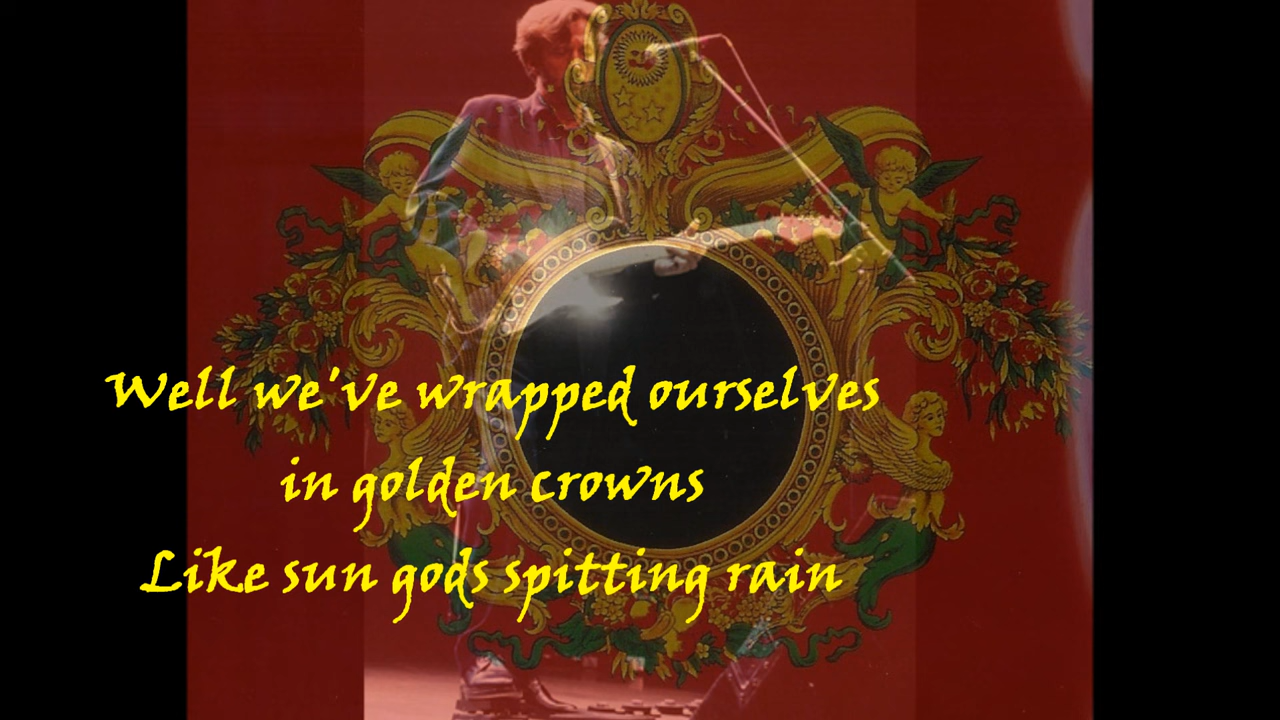 Well we've wrapped ourselves
in golden crowns
Like sun gods spitting rain